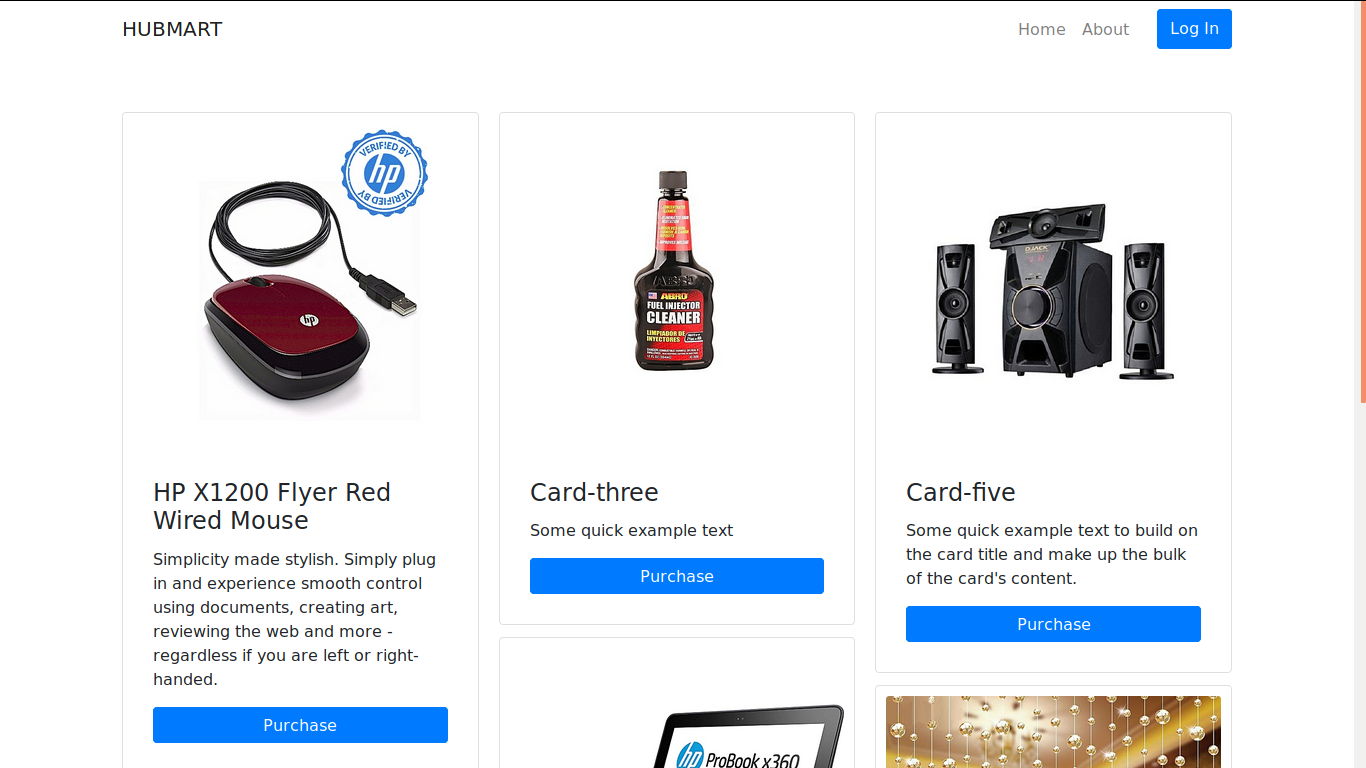 HUBMART
Home About Log In
VERIFIED BY
hp
VERIFIED BY
hp
HP X1200 Flyer Red
Wired Mouse
Simplicity made stylish. Simply plug
in and experience smooth control
using documents, creating art,
reviewing the web and more -
regardless if you are left or right-
handed.
Purchase
ABRO
ABRO
FUEL INJECTOR
CLEANER
LIMPIADOR DE
INYECTORES
Card-three
Some quick example text
Purchase
hp ProBook x360
DJACK
Card-five
Some quick example text to build on
the card title and make up the bulk
of the card's content.
Purchase